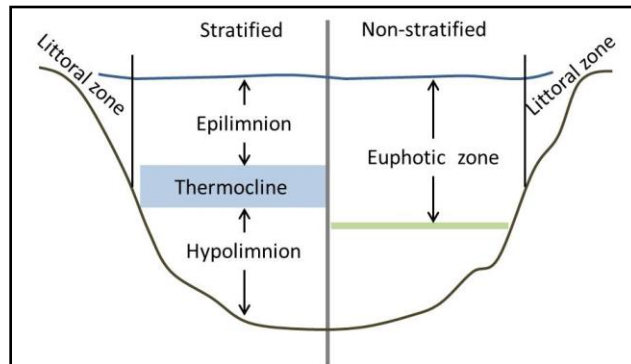 Stratified
Non-stratified
Littoral zone
Littoral zone
Epilimnion
Euphotic zone
Thermocline
Hypolimnion